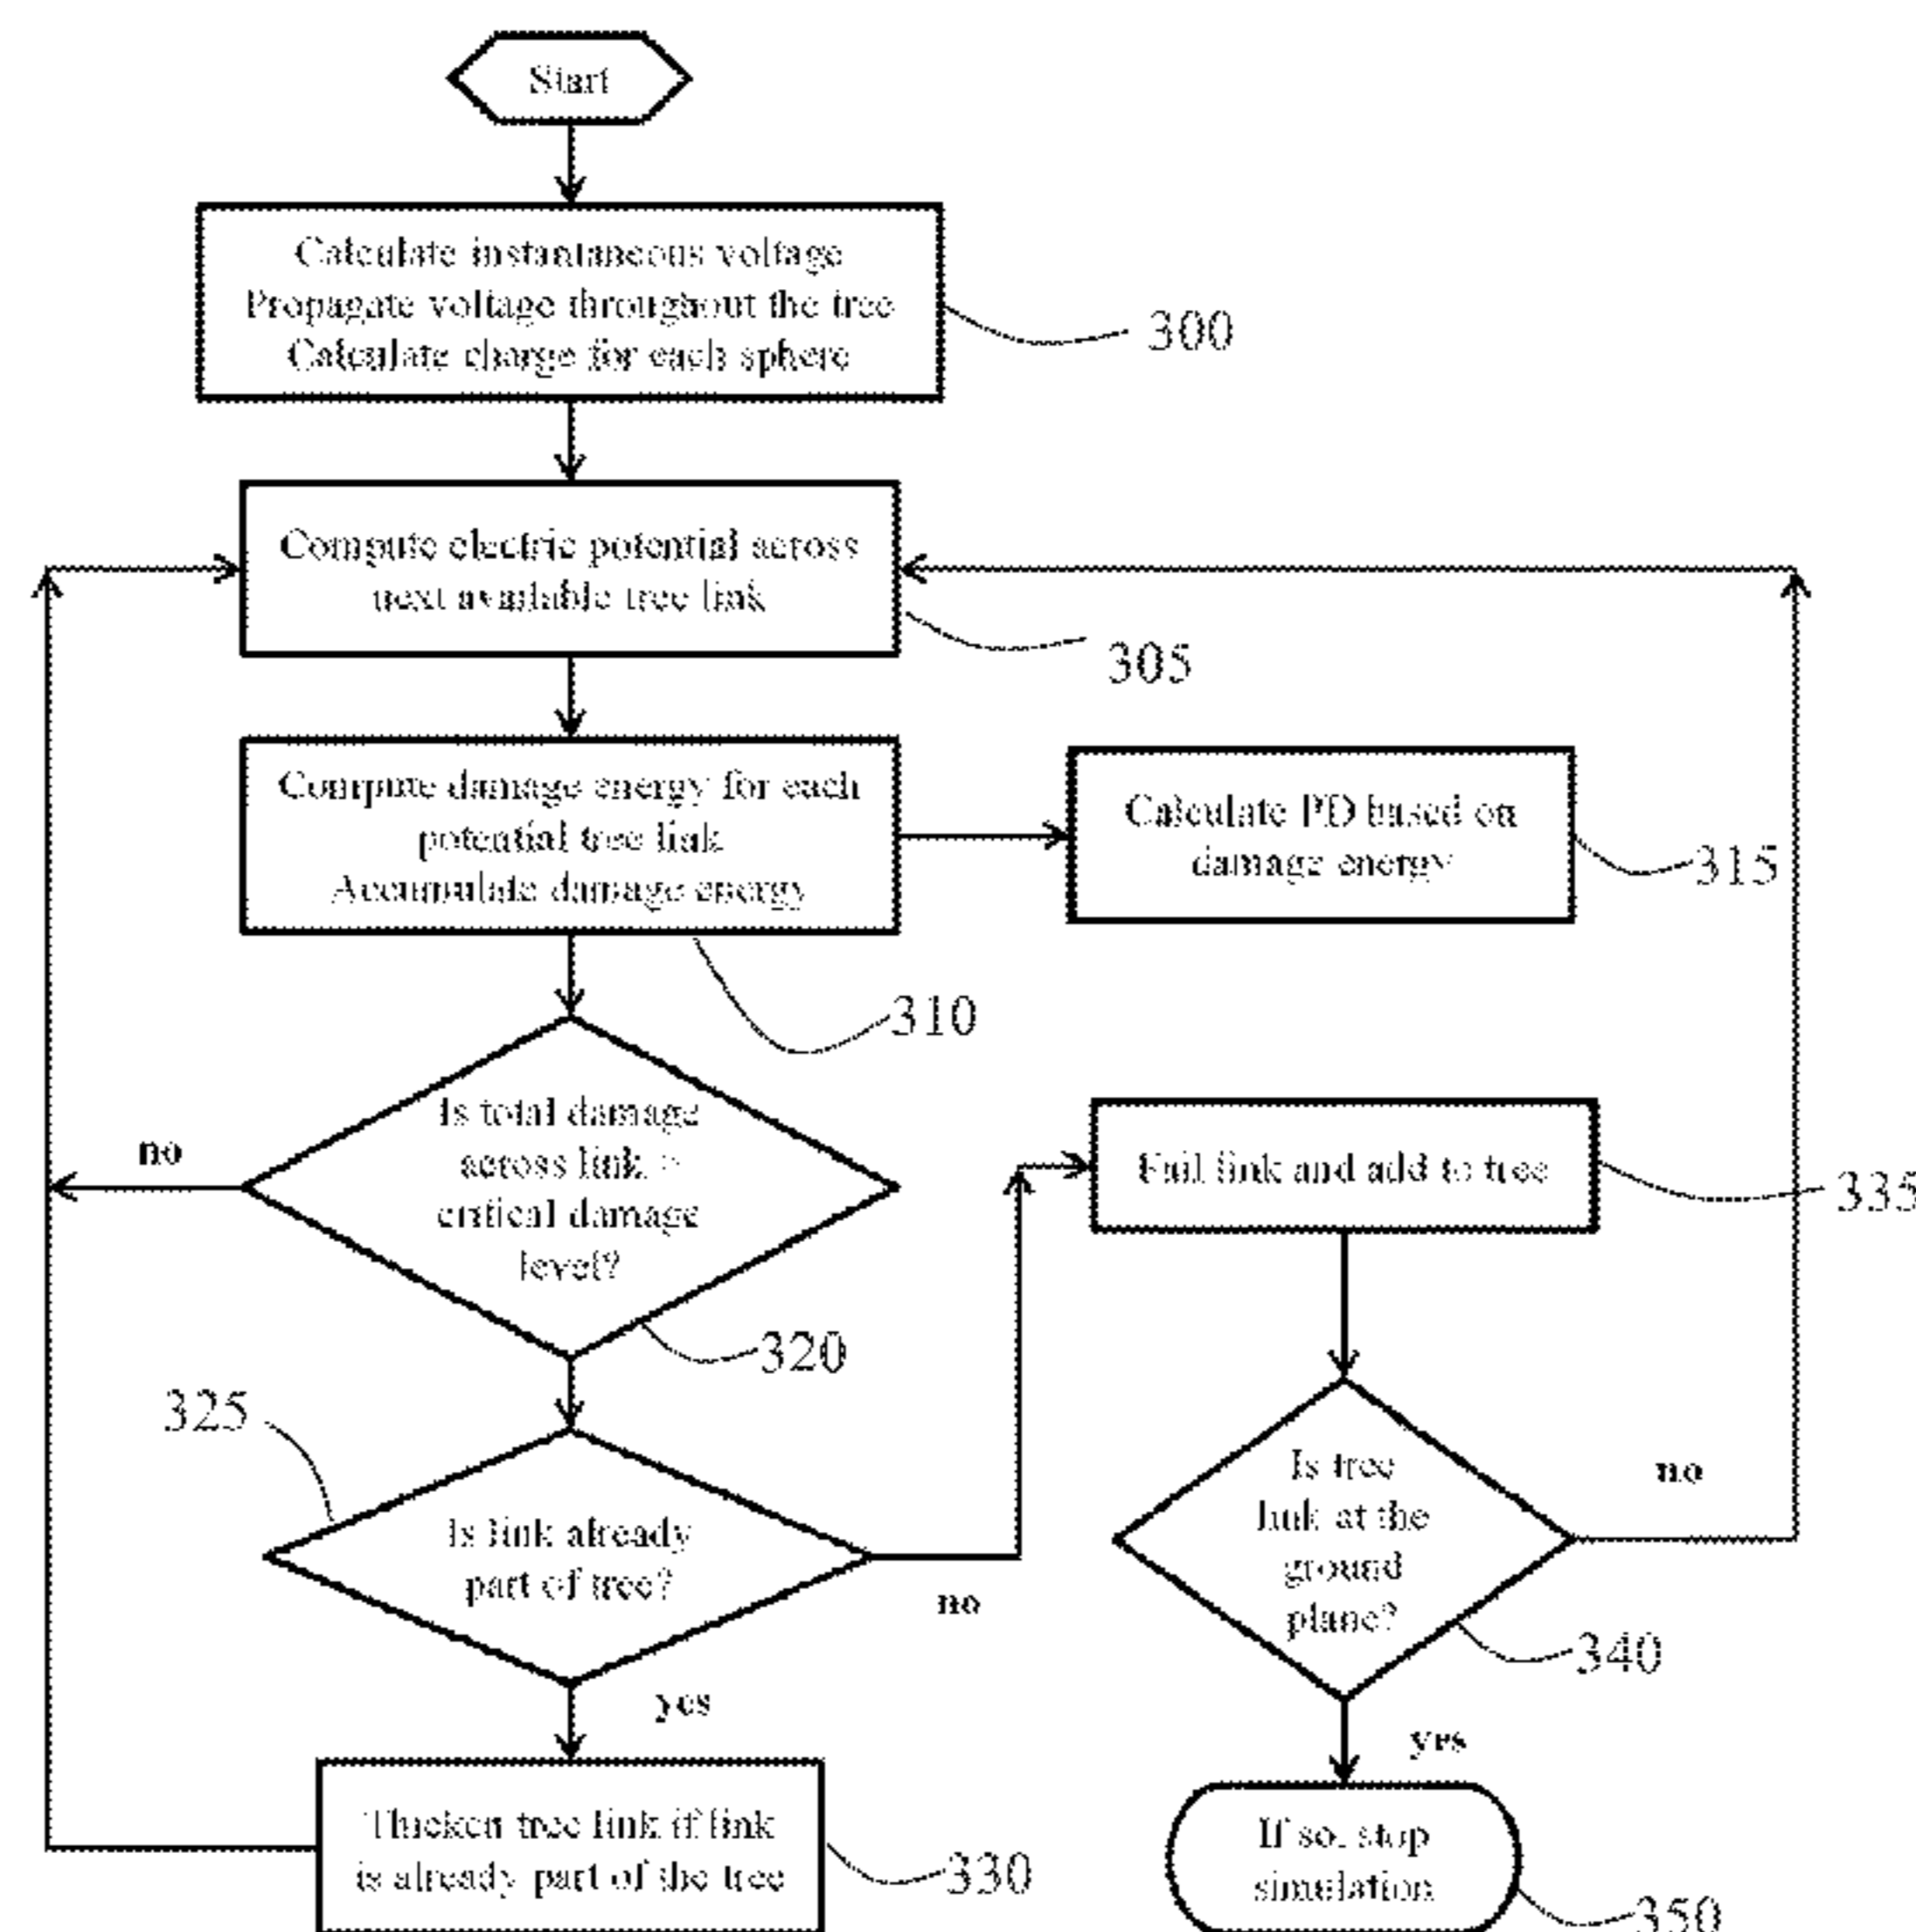 Start
Calculate instantaneous voltage
Propagate voltage throughout the tree
Calculate charge for each sphere
300
Compute electric potential across
next available tree link
305
Compute damage energy for each
potential tree link
Accumulate damage energy
310
Calculate PD based on
damage energy
315
Is total damage
across link >
critical damage
level?
no
320
Fail link and add to tree
335
325
Is link already
part of tree?
no
yes
Is tree
link at the
ground
plane?
no
340
yes
Thicken tree link if link
is already part of the tree
330
If so, stop
simulation
350